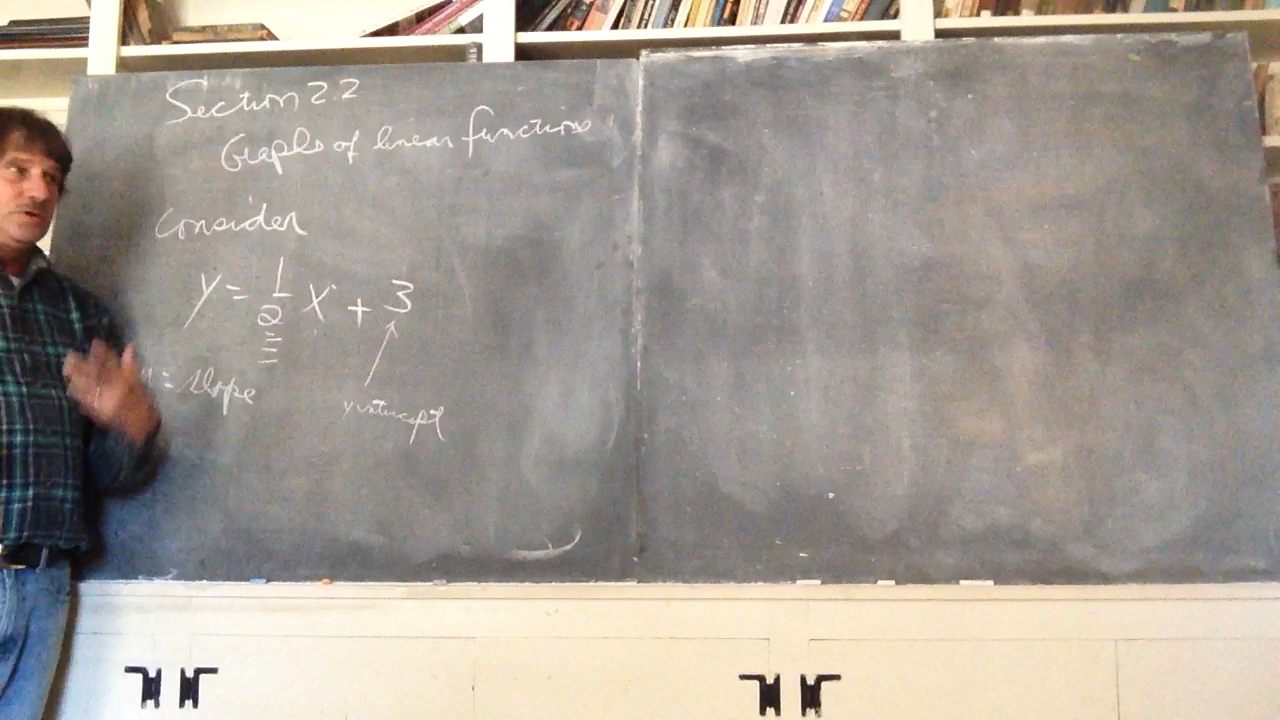 Section 2.2
Graphs of linear functions
Consider
y = 1/2 x + 3
= slope
y intercept